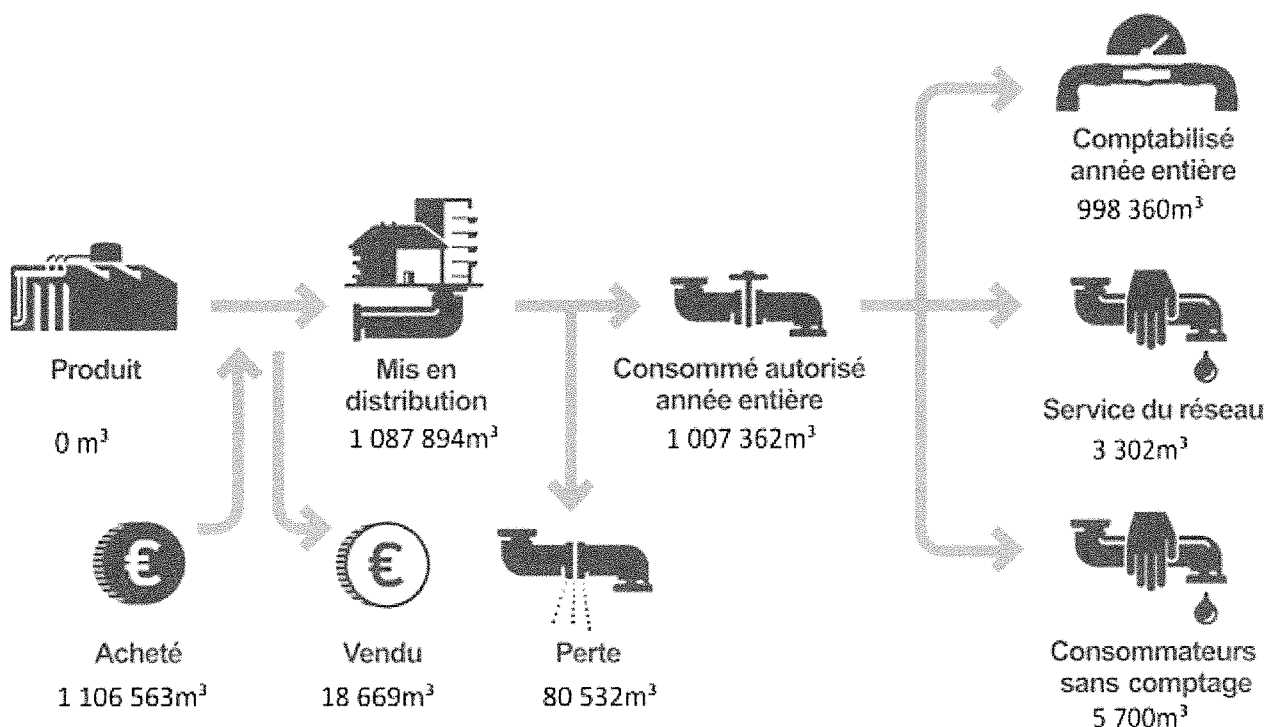 Produit
0 m³
Acheté
1 106 563m³
Vendu
18 669m³
Mis en
distribution
1 087 894m³
Perte
80 532m³
Consommé autorisé
année entière
1 007 362m³
Comptabilisé
année entière
998 360m³
Service du réseau
3 302m³
Consommateurs
sans comptage
5 700m³